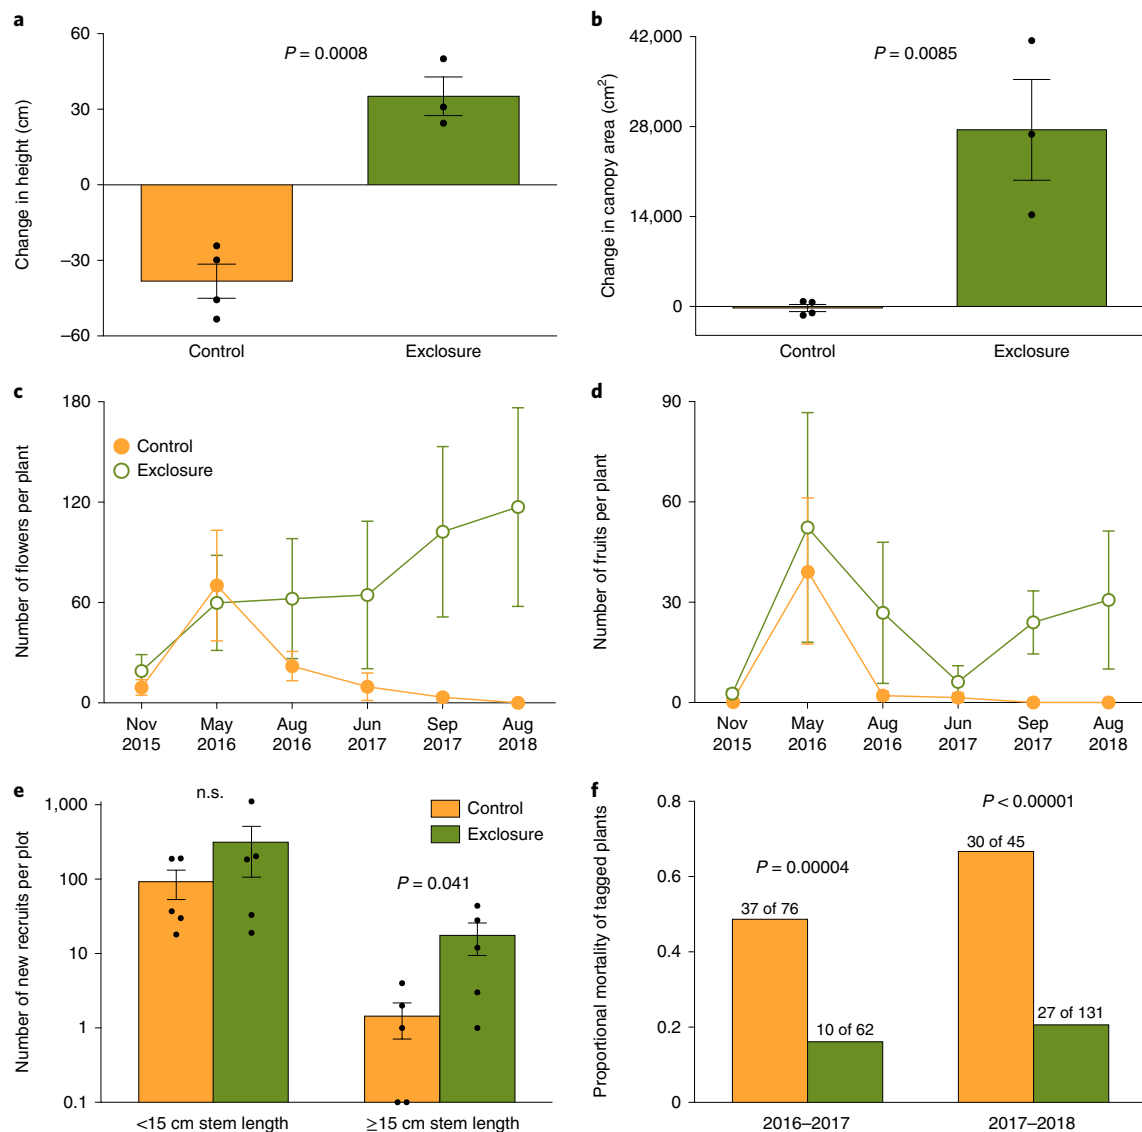 a
60
30
0
–30
–60
Change in height (cm)
P = 0.0008
Control
Exclosure
b
42,000
28,000
14,000
0
Change in canopy area (cm²)
P = 0.0085
Control
Exclosure
c
180
120
60
0
Number of flowers per plant
Control
Exclosure
Nov 2015
May 2016
Aug 2016
Jun 2017
Sep 2017
Aug 2018
d
90
60
30
0
Number of fruits per plant
Nov 2015
May 2016
Aug 2016
Jun 2017
Sep 2017
Aug 2018
e
1,000
100
10
1
0.1
Number of new recruits per plot
n.s.
Control
Exclosure
P = 0.041
<15 cm stem length
≥15 cm stem length
f
0.8
0.6
0.4
0.2
0
Proportional mortality of tagged plants
P < 0.00001
30 of 45
P = 0.00004
37 of 76
27 of 131
10 of 62
2016–2017
2017–2018